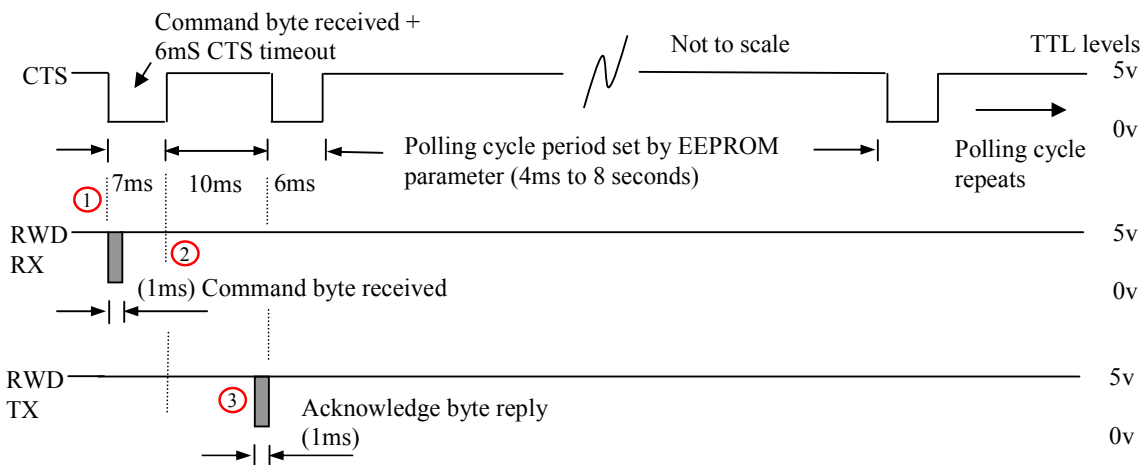 Command byte received +
6mS CTS timeout
Not to scale
TTL levels
CTS
5v
0v
Polling cycle period set by EEPROM
parameter (4ms to 8 seconds)
Polling cycle
repeats
7ms
10ms
6ms
1
RWD
RX
2
5v
(1ms) Command byte received
0v
RWD
TX
5v
3
Acknowledge byte reply
(1ms)
0v